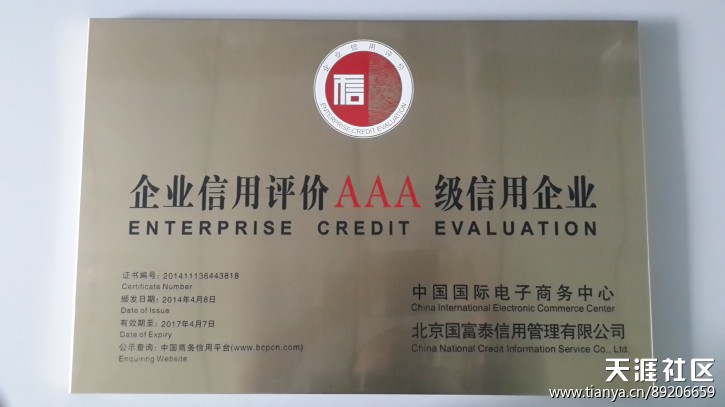 企业信用评价
信
ENTERPRISE CREDIT EVALUATION
企业信用评价AAA级信用企业
ENTERPRISE CREDIT EVALUATION
证书编号: 201411136443818
Certificate Number
颁发日期: 2014年4月8日
Date of Issue
有效期至: 2017年4月7日
Date of Expiry
公示查询: 中国商务信用平台(www.bcpcn.com)
Enquiring Website
中国国际电子商务中心
China International Electronic Commerce Center
北京国富泰信用管理有限公司
China National Credit Information Service Co., Ltd
天涯社区
www.tianya.cn/89206659